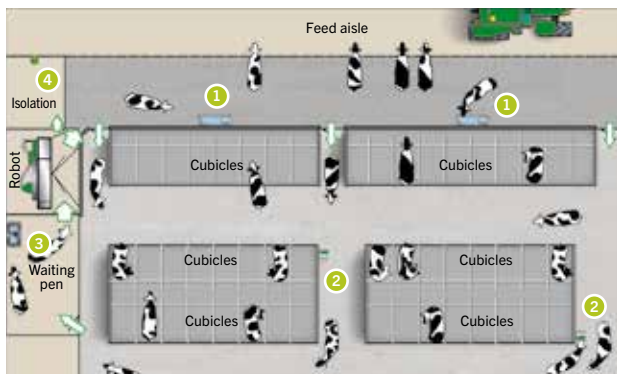 Feed aisle
4
Isolation
1
1
Robot
Cubicles
Cubicles
3
Waiting
pen
Cubicles
Cubicles
2
2
Cubicles
Cubicles